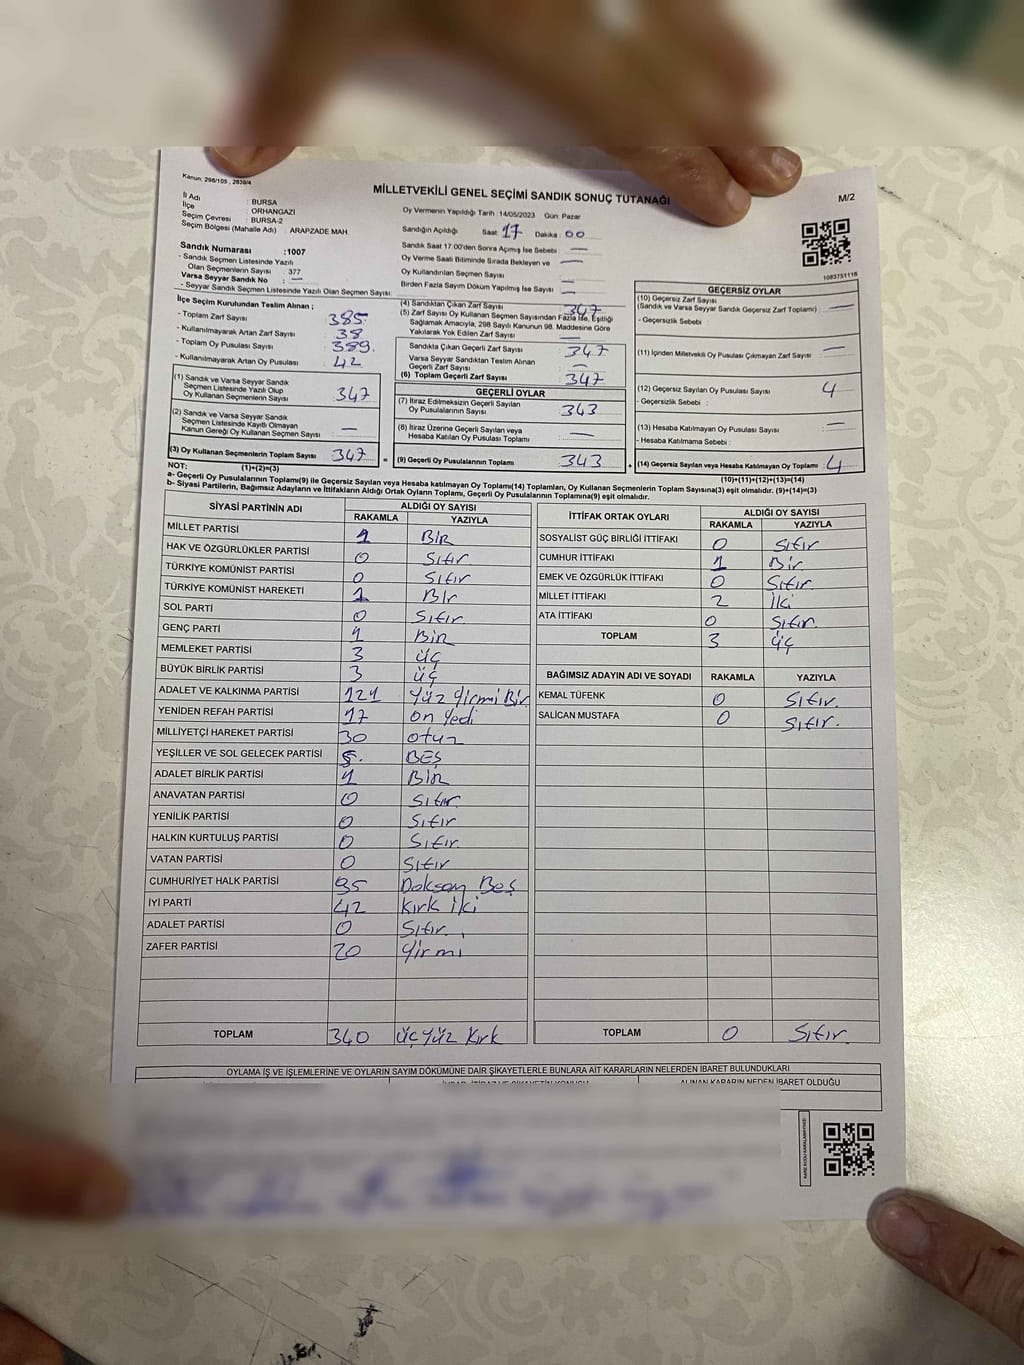 Kanun: 298/105 , 2839/4
MİLLETVEKİLİ GENEL SEÇİMİ SANDIK SONUÇ TUTANAĞI
M/2
İl Adı : BURSA
İlçe : ORHANGAZİ
Seçim Çevresi : BURSA-2
Seçim Bölgesi (Mahalle Adı) : ARAPZADE MAH.
Sandık Numarası :1007
- Sandık Seçmen Listesinde Yazılı
Olan Seçmenlerin Sayısı : 377
Varsa Seyyar Sandık No : —
- Seyyar Sandık Seçmen Listesinde Yazılı Olan Seçmen Sayısı:
Oy Vermenin Yapıldığı Tarih :14/05/2023 Gün: Pazar
Sandığın Açıldığı Saat 17 Dakika : 00
Sandık Saat 17:00'den Sonra Açımış İse Sebebi : —
Oy Verme Saati Bitiminde Sırada Bekleyen ve —
Oy Kullandırılan Seçmen Sayısı
Birden Fazla Sayım Döküm Yapılmış İse Sayısı : —
1083751116
İlçe Seçim Kurulundan Teslim Alınan ;
- Toplam Zarf Sayısı 385
- Kullanılmayarak Artan Zarf Sayısı 38
- Toplam Oy Pusulası Sayısı 389.
- Kullanılmayarak Artan Oy Pusulası 42
(1) Sandık ve Varsa Seyyar Sandık
Seçmen Listesinde Yazılı Olup
Oy Kullanan Seçmenlerin Sayısı 347
(2) Sandık ve Varsa Seyyar Sandık
Seçmen Listesinde Kayıtlı Olmayan
Kanun Gereği Oy Kullanan Seçmen Sayısı —
(3) Oy Kullanan Seçmenlerin Toplam Sayısı 347
(1)+(2)=(3)
(4) Sandıktan Çıkan Zarf Sayısı 347
(5) Zarf Sayısı Oy Kullanan Seçmen Sayısından Fazla İse, Eşitliği
Sağlamak Amacıyla, 298 Sayılı Kanunun 98. Maddesine Göre
Yakılarak Yok Edilen Zarf Sayısı —
Sandıkta Çıkan Geçerli Zarf Sayısı 347
Varsa Seyyar Sandıktan Teslim Alınan
Geçerli Zarf Sayısı —
(6) Toplam Geçerli Zarf Sayısı 347
GEÇERLİ OYLAR
(7) İtiraz Edilmeksizin Geçerli Sayılan
Oy Pusulalarının Sayısı 343
(8) İtiraz Üzerine Geçerli Sayılan veya
Hesaba Katılan Oy Pusulası Toplamı —
(9) Geçerli Oy Pusulalarının Toplamı 343
GEÇERSİZ OYLAR
(10) Geçersiz Zarf Sayısı
(Sandık ve Varsa Seyyar Sandık Geçersiz Zarf Toplamı) —
- Geçersizlik Sebebi :
(11) İçinden Milletvekili Oy Pusulası Çıkmayan Zarf Sayısı —
(12) Geçersiz Sayılan Oy Pusulası Sayısı 4
- Geçersizlik Sebebi :
(13) Hesaba Katılmayan Oy Pusulası Sayısı —
- Hesaba Katılmama Sebebi :
(14) Geçersiz Sayılan veya Hesaba Katılmayan Oy Toplamı 4
(10)+(11)+(12)+(13)=(14)
NOT:
a- Geçerli Oy Pusulalarının Toplamı(9) ile Geçersiz Sayılan veya Hesaba Katılmayan Oy Toplamı(14) Toplamları, Oy Kullanan Seçmenlerin Toplam Sayısına(3) eşit olmalıdır. (9)+(14)=(3)
b- Siyasi Partilerin, Bağımsız Adayların ve İttifakların Aldığı Ortak Oyların Toplamı, Geçerli Oy Pusulalarının Toplamına(9) eşit olmalıdır.
SİYASİ PARTİNİN ADI ALDIĞI OY SAYISI
RAKAMLA YAZIYLA
MİLLET PARTİSİ 1 BİR
HAK VE ÖZGÜRLÜKLER PARTİSİ 0 Sıfır
TÜRKİYE KOMÜNİST PARTİSİ 0 Sıfır
TÜRKİYE KOMÜNİST HAREKETİ 1 Bir
SOL PARTİ 0 Sıfır.
GENÇ PARTİ 1 BİR
MEMLEKET PARTİSİ 3 üç
BÜYÜK BİRLİK PARTİSİ 3 üç
ADALET VE KALKINMA PARTİSİ 121 Yüz Yirmi Bir
YENİDEN REFAH PARTİSİ 17 on Yedi
MİLLİYETÇİ HAREKET PARTİSİ 30 otuz
YEŞİLLER VE SOL GELECEK PARTİSİ 5. BEŞ
ADALET BİRLİK PARTİSİ 1 BİR
ANAVATAN PARTİSİ 0 Sıfır.
YENİLİK PARTİSİ 0 Sıfır
HALKIN KURTULUŞ PARTİSİ 0 Sıfır.
VATAN PARTİSİ 0 Sıfır
CUMHURİYET HALK PARTİSİ 95 Doksan Beş
İYİ PARTİ 42 Kırk İki
ADALET PARTİSİ 0 Sıfır.
ZAFER PARTİSİ 20 Yirmi
TOPLAM 340 üç Yüz Kırk
İTTİFAK ORTAK OYLARI ALDIĞI OY SAYISI
RAKAMLA YAZIYLA
SOSYALİST GÜÇ BİRLİĞİ İTTİFAKI 0 Sıfır
CUMHUR İTTİFAKI 1 Bir.
EMEK VE ÖZGÜRLÜK İTTİFAKI 0 Sıfır.
MİLLET İTTİFAKI 2 İki
ATA İTTİFAKI 0 Sıfır.
TOPLAM 3 üç
BAĞIMSIZ ADAYIN ADI VE SOYADI RAKAMLA YAZIYLA
KEMAL TÜFENK 0 Sıfır.
SALİCAN MUSTAFA 0 Sıfır.
TOPLAM 0 Sıfır.
OYLAMA İŞ VE İŞLEMLERİNE VE OYLARIN SAYIM DÖKÜMÜNE DAİR ŞİKAYETLERLE BUNLARA AİT KARARLARIN NELERDEN İBARET BULUNDUKLARI
ALINAN KARARIN NEDEN İBARET OLDUĞU